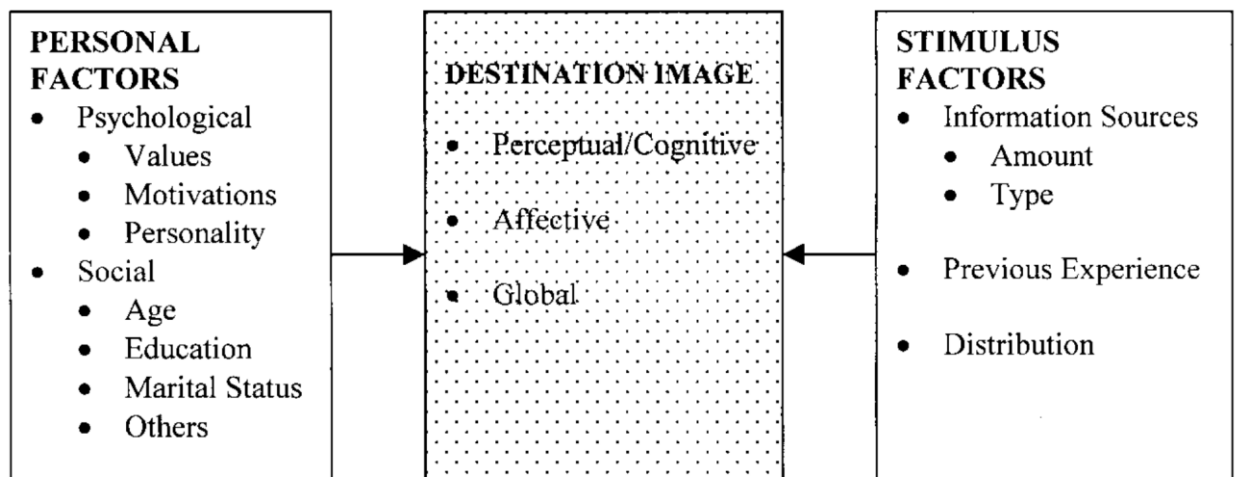 PERSONAL
FACTORS
• Psychological
• Values
• Motivations
• Personality
• Social
• Age
• Education
• Marital Status
• Others
DESTINATION IMAGE
• Perceptual/Cognitive
• Affective
• Global
STIMULUS
FACTORS
• Information Sources
• Amount
• Type
• Previous Experience
• Distribution